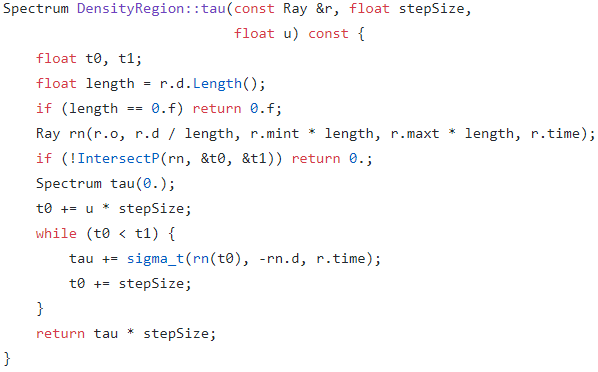 Spectrum DensityRegion::tau(const Ray &r, float stepSize,
                            float u) const {
    float t0, t1;
    float length = r.d.Length();
    if (length == 0.f) return 0.f;
    Ray rn(r.o, r.d / length, r.mint * length, r.maxt * length, r.time);
    if (!IntersectP(rn, &t0, &t1)) return 0.;
    Spectrum tau(0.);
    t0 += u * stepSize;
    while (t0 < t1) {
        tau += sigma_t(rn(t0), -rn.d, r.time);
        t0 += stepSize;
    }
    return tau * stepSize;
}